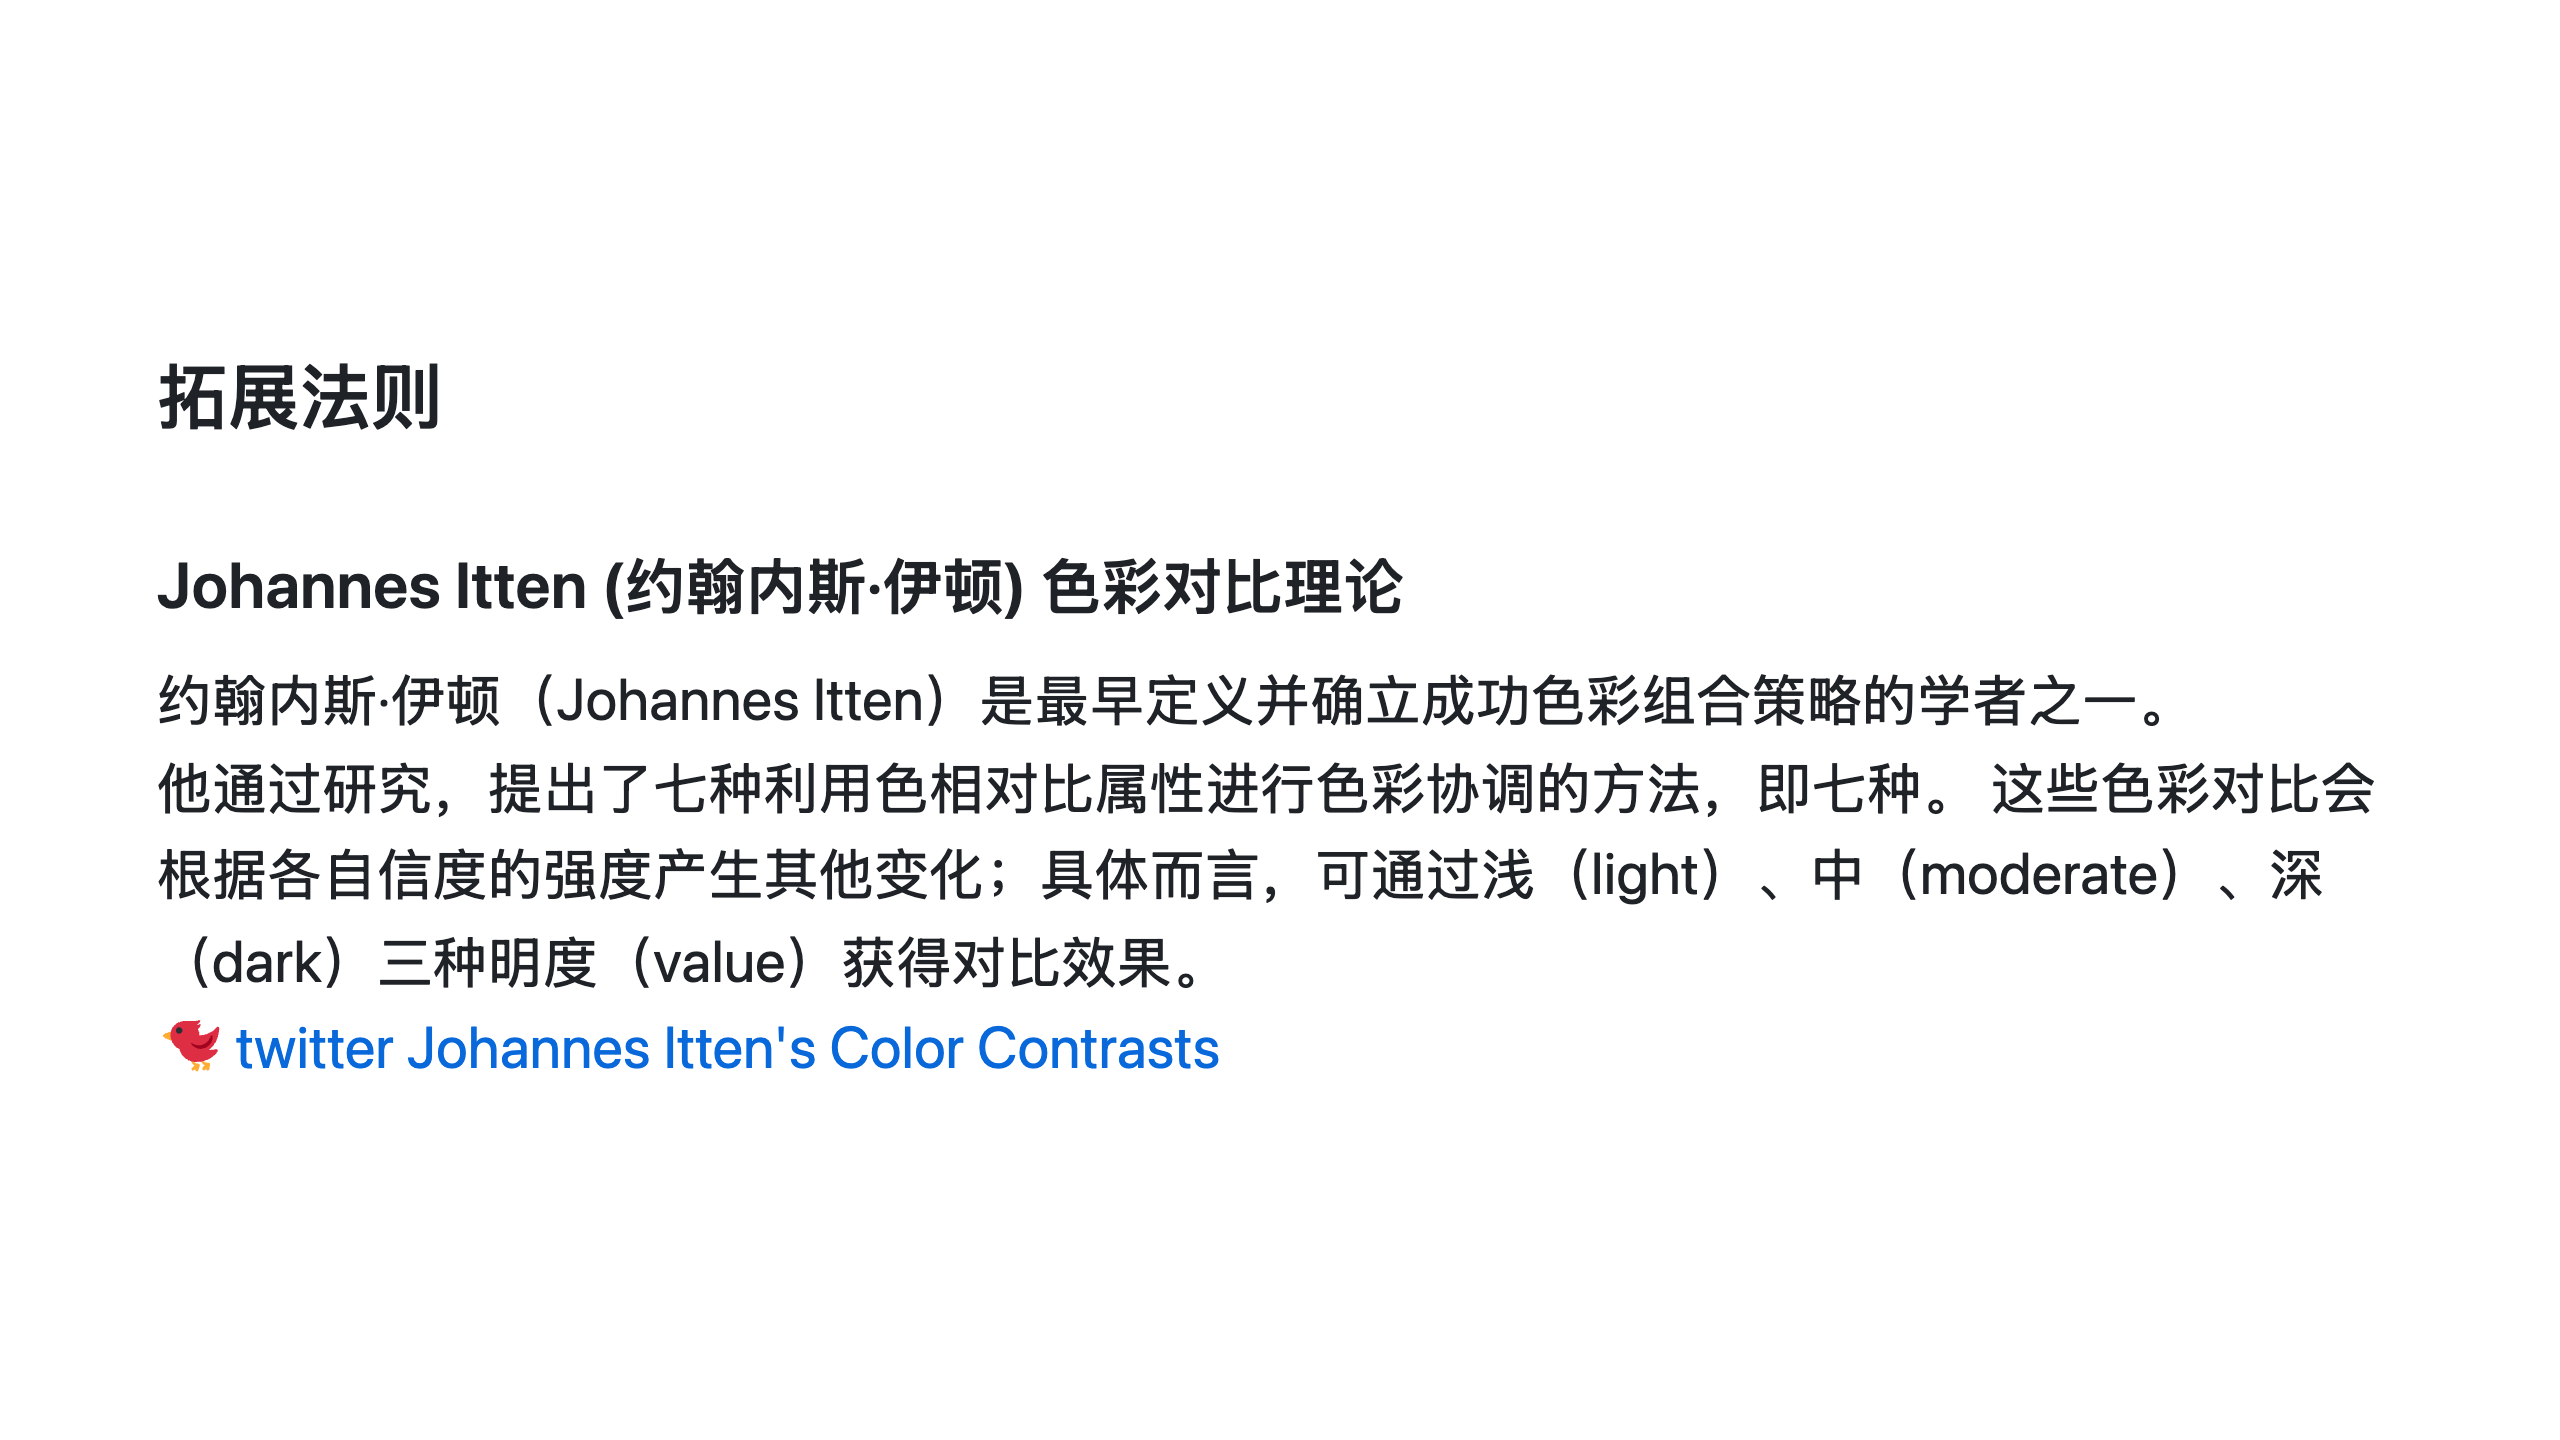 拓展法则
Johannes Itten (约翰内斯·伊顿) 色彩对比理论
约翰内斯·伊顿（Johannes Itten）是最早定义并确立成功色彩组合策略的学者之一。
他通过研究，提出了七种利用色相对比属性进行色彩协调的方法，即七种。 这些色彩对比会
根据各自信度的强度产生其他变化；具体而言，可通过浅（light）、中（moderate）、深
（dark）三种明度（value）获得对比效果。
twitter Johannes Itten's Color Contrasts